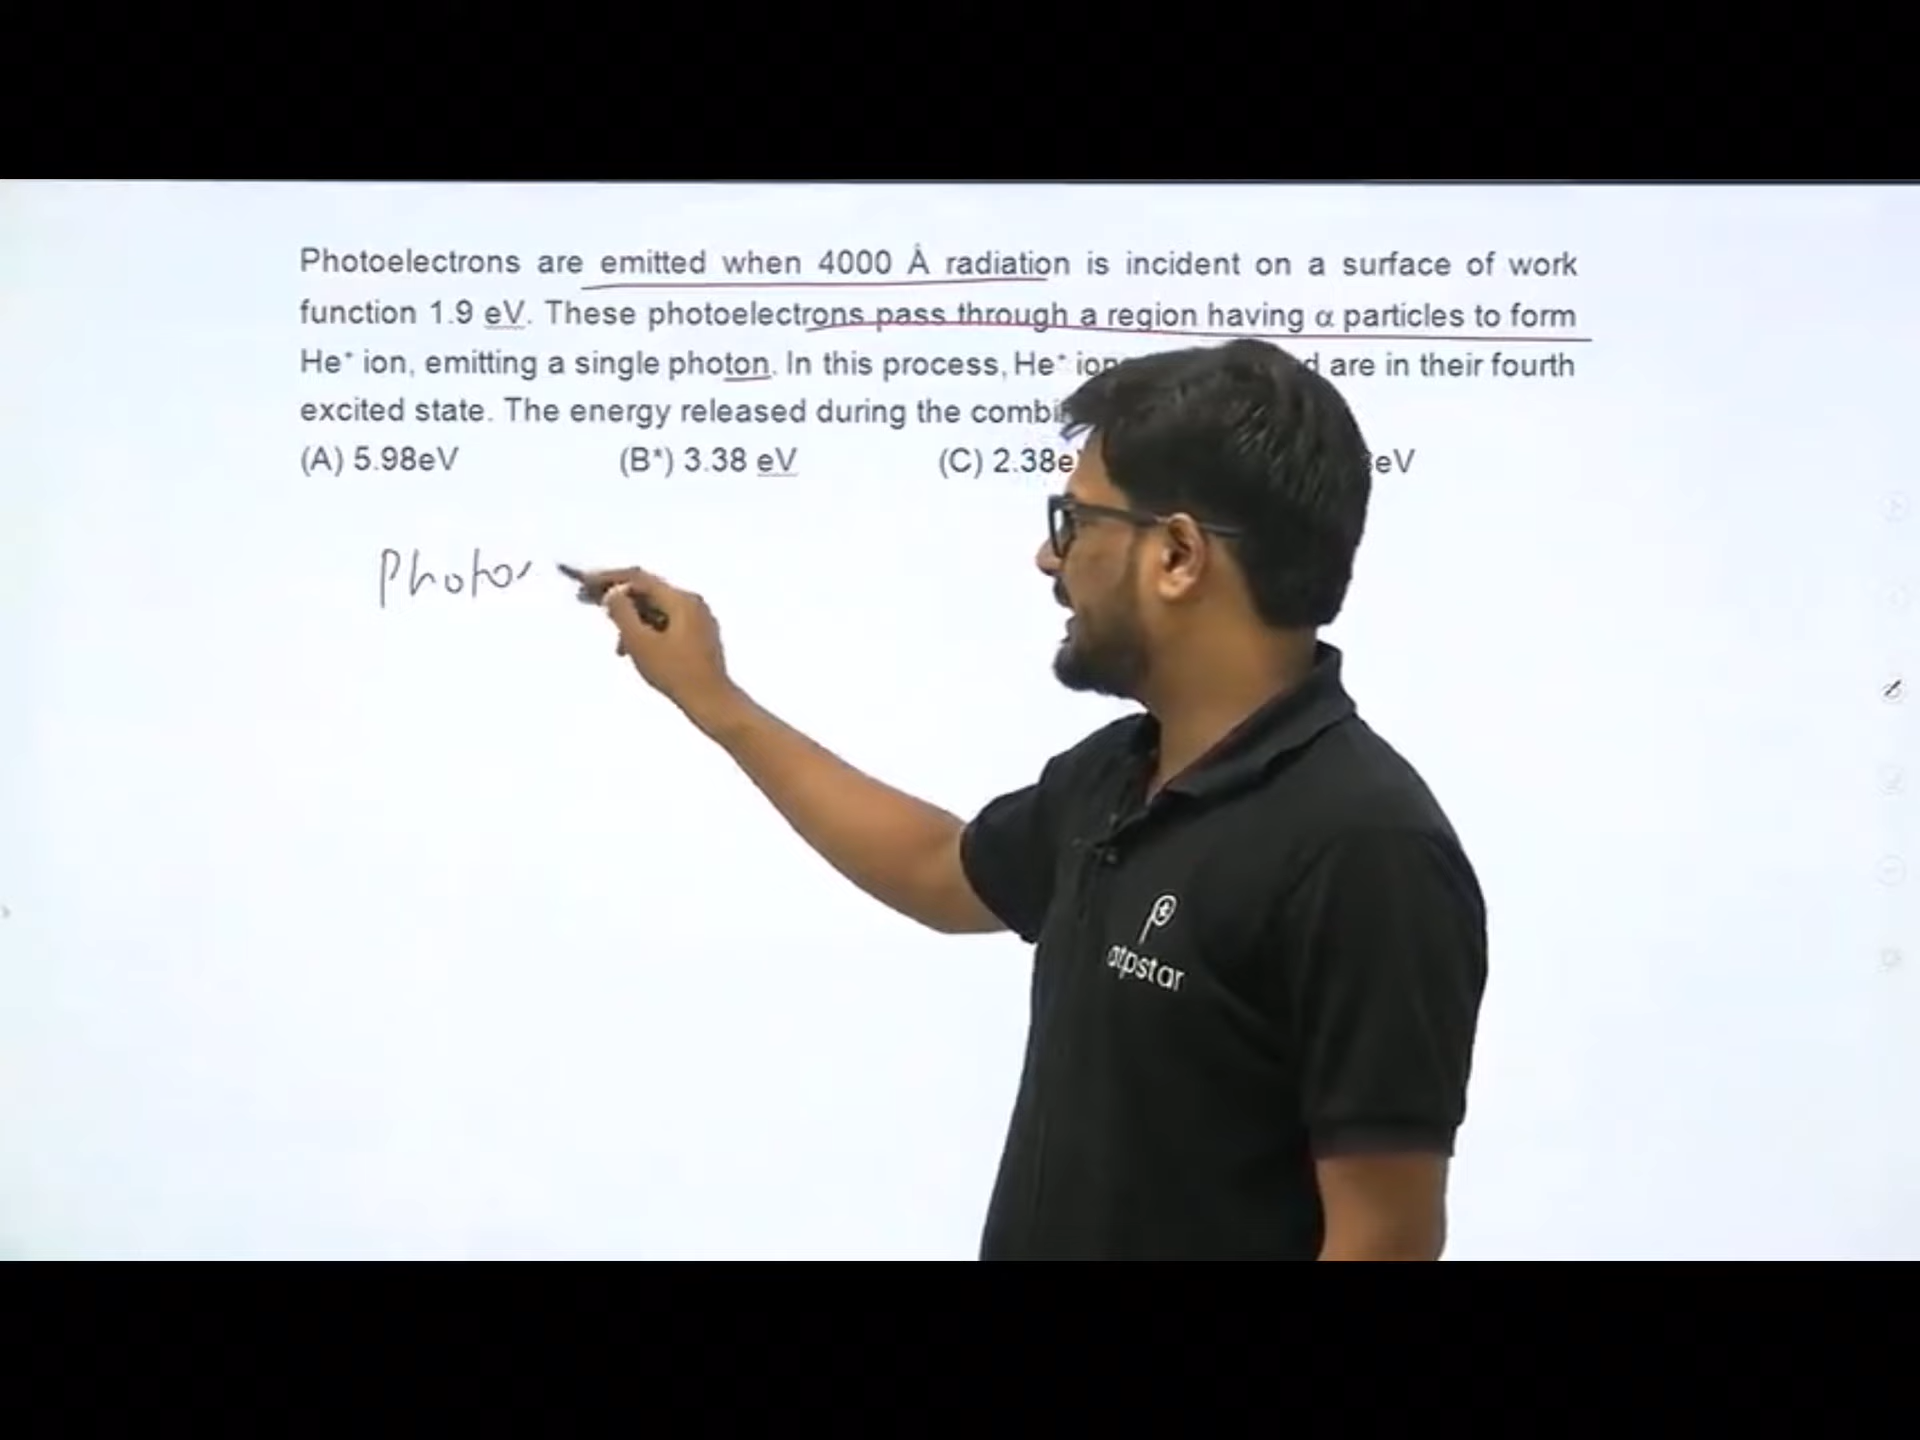 Photoelectrons are emitted when 4000 Å radiation is incident on a surface of work
function 1.9 eV. These photoelectrons pass through a region having α particles to form
He⁺ ion, emitting a single photon. In this process, He⁺ are in their fourth
excited state. The energy released during the
(A) 5.98eV (B*) 3.38 eV (C) 2.38e eV
Photo
atpstar